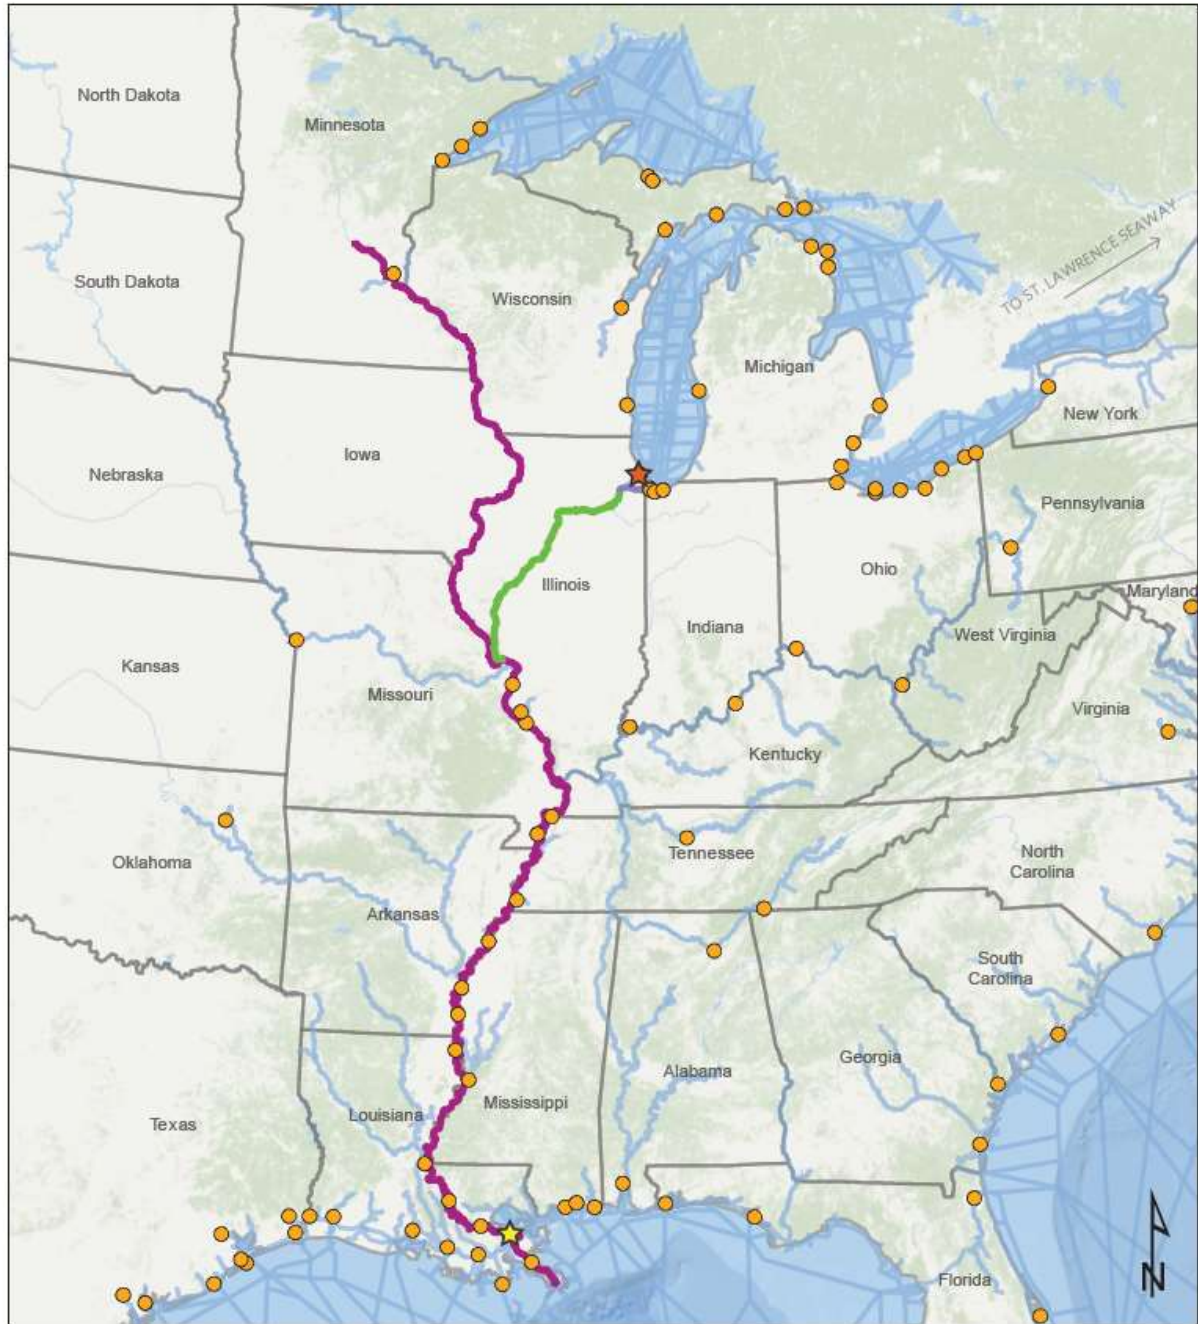 North Dakota
Minnesota
TO ST. LAWRENCE SEAWAY
South Dakota
Wisconsin
Michigan
New York
Iowa
Nebraska
Pennsylvania
Ohio
Illinois
Maryland
Indiana
West Virginia
Kansas
Missouri
Virginia
Kentucky
Tennessee
North
Carolina
Oklahoma
Arkansas
South
Carolina
Georgia
Alabama
Mississippi
Louisiana
Texas
Florida
N